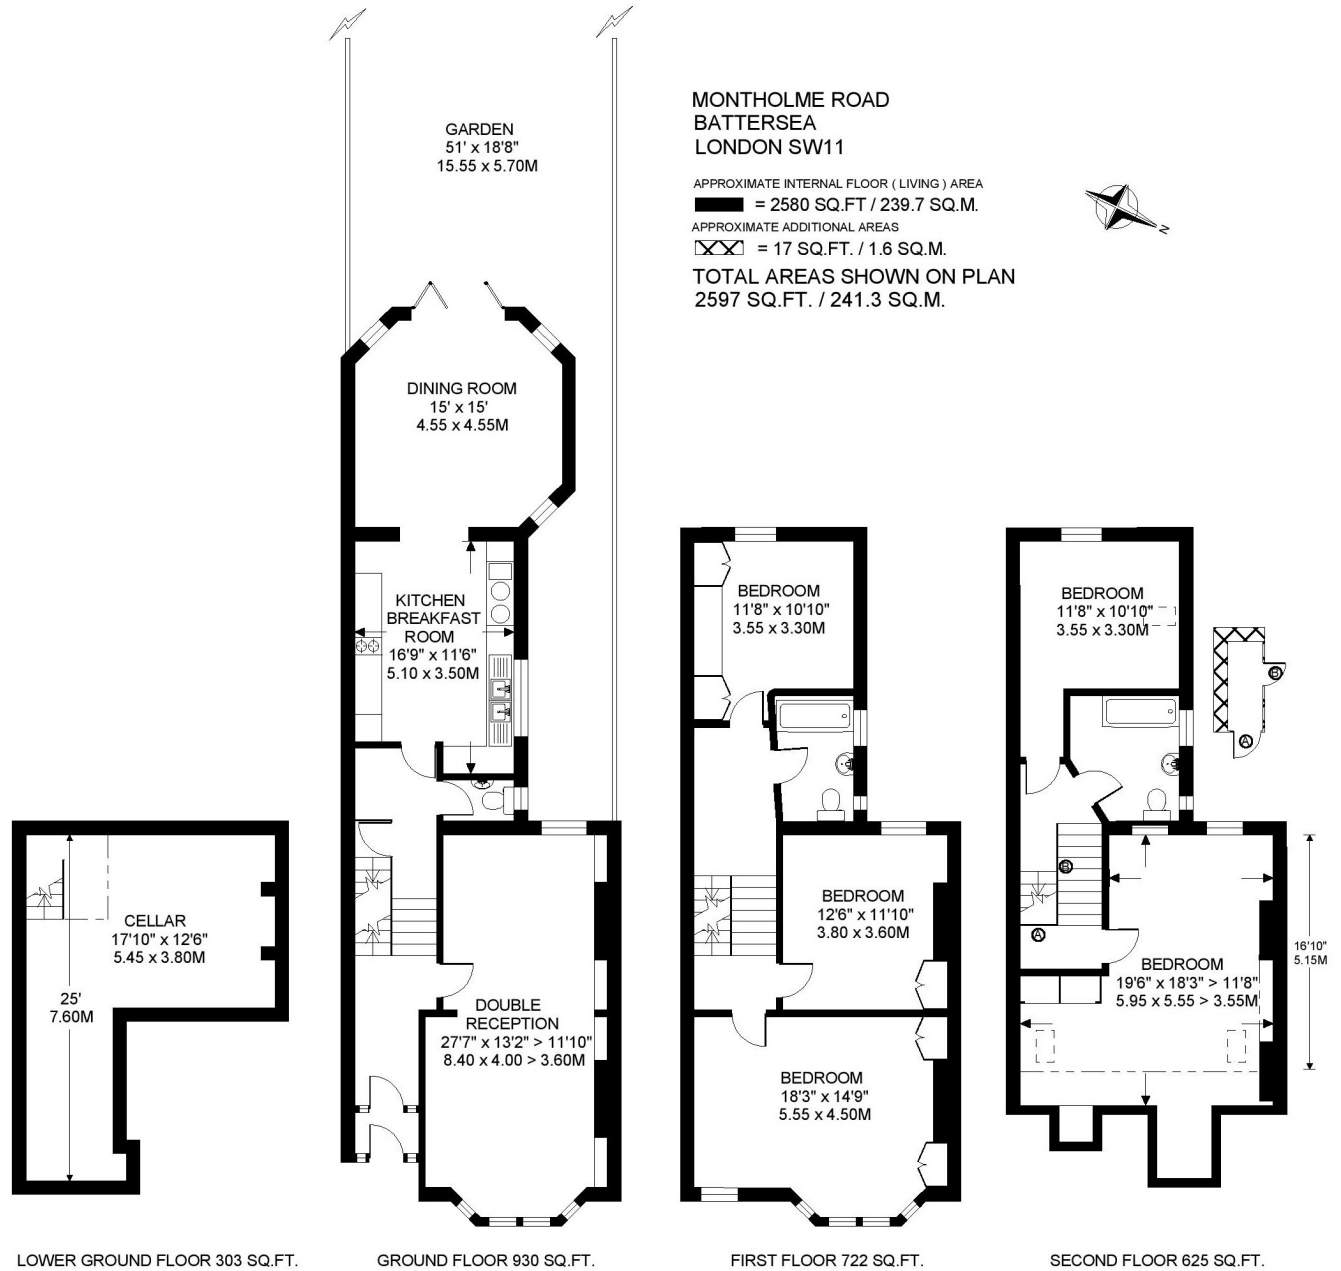 MONTHOLME ROAD
BATTERSEA
LONDON SW11
APPROXIMATE INTERNAL FLOOR ( LIVING ) AREA
= 2580 SQ.FT / 239.7 SQ.M.
APPROXIMATE ADDITIONAL AREAS
= 17 SQ.FT. / 1.6 SQ.M.
TOTAL AREAS SHOWN ON PLAN
2597 SQ.FT. / 241.3 SQ.M.
N
GARDEN
51' x 18'8"
15.55 x 5.70M
DINING ROOM
15' x 15'
4.55 x 4.55M
KITCHEN
BREAKFAST
ROOM
16'9" x 11'6"
5.10 x 3.50M
DOUBLE
RECEPTION
27'7" x 13'2" > 11'10"
8.40 x 4.00 > 3.60M
CELLAR
17'10" x 12'6"
5.45 x 3.80M
25'
7.60M
BEDROOM
11'8" x 10'10"
3.55 x 3.30M
BEDROOM
12'6" x 11'10"
3.80 x 3.60M
BEDROOM
18'3" x 14'9"
5.55 x 4.50M
BEDROOM
11'8" x 10'10"
3.55 x 3.30M
B
A
B
A
BEDROOM
19'6" x 18'3" > 11'8"
5.95 x 5.55 > 3.55M
16'10"
5.15M
LOWER GROUND FLOOR 303 SQ.FT.
GROUND FLOOR 930 SQ.FT.
FIRST FLOOR 722 SQ.FT.
SECOND FLOOR 625 SQ.FT.